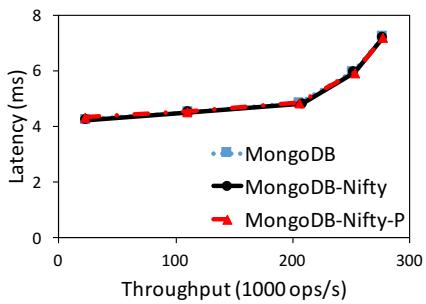 8
6
4
2
0
Latency (ms)
MongoDB
MongoDB-Nifty
MongoDB-Nifty-P
0 100 200 300
Throughput (1000 ops/s)